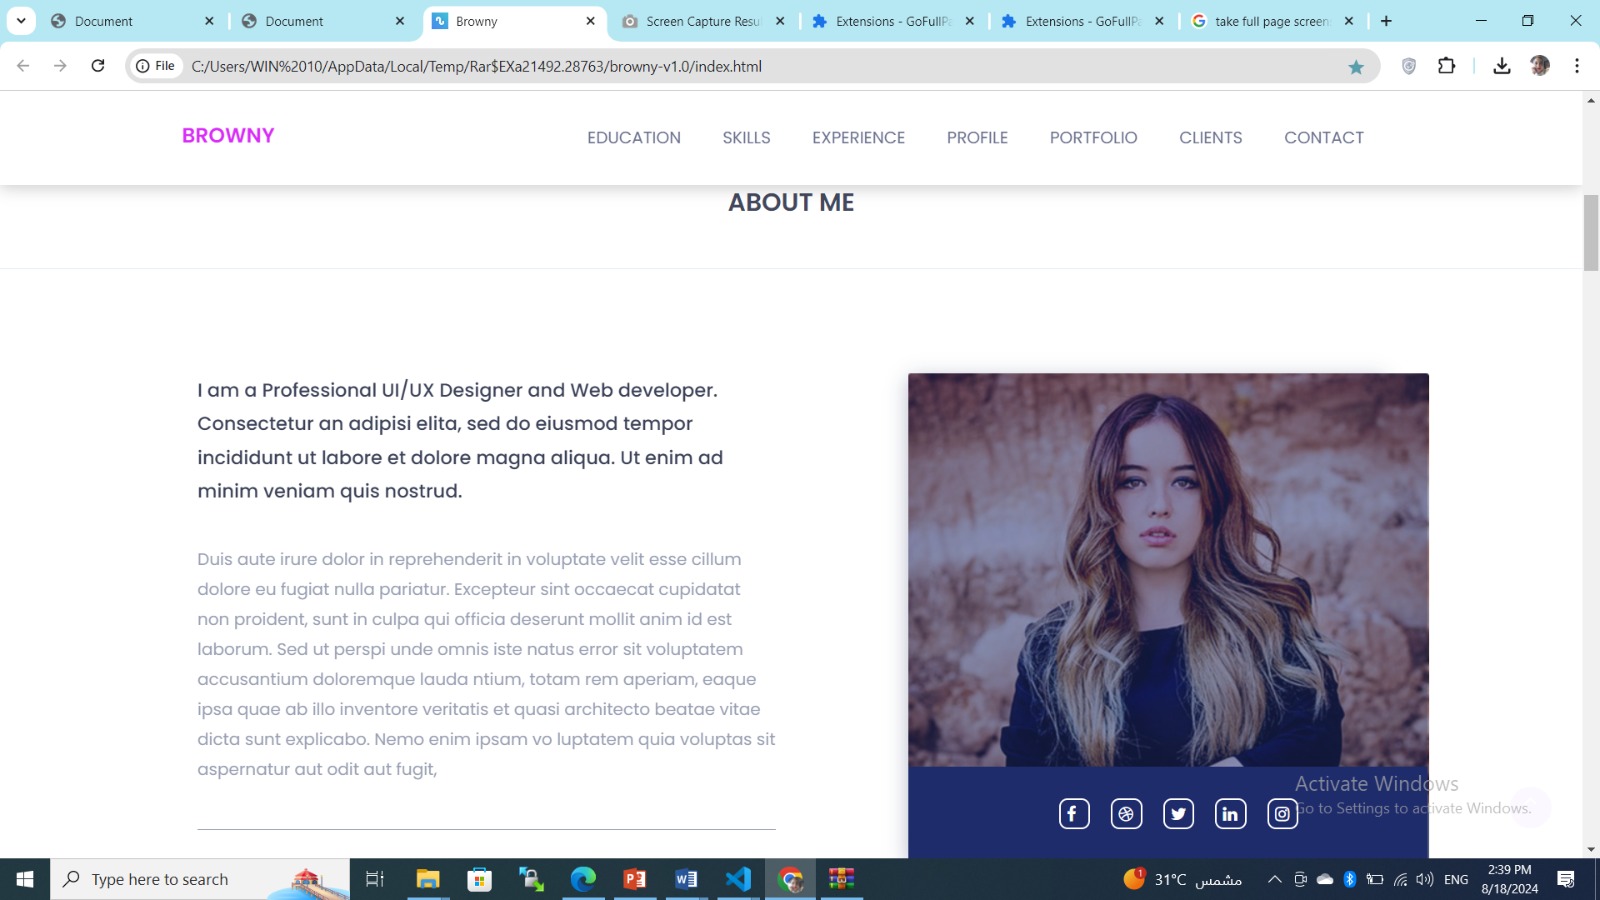 Document
Document
Browny
Screen Capture Resu
Extensions - GoFullPa
Extensions - GoFullPa
take full page screens
File
C:/Users/WIN%2010/AppData/Local/Temp/Rar$EXa21492.28763/browny-v1.0/index.html
BROWNY
EDUCATION SKILLS EXPERIENCE PROFILE PORTFOLIO CLIENTS CONTACT
ABOUT ME
I am a Professional UI/UX Designer and Web developer.
Consectetur an adipisi elita, sed do eiusmod tempor
incididunt ut labore et dolore magna aliqua. Ut enim ad
minim veniam quis nostrud.
Duis aute irure dolor in reprehenderit in voluptate velit esse cillum
dolore eu fugiat nulla pariatur. Excepteur sint occaecat cupidatat
non proident, sunt in culpa qui officia deserunt mollit anim id est
laborum. Sed ut perspi unde omnis iste natus error sit voluptatem
accusantium doloremque lauda ntium, totam rem aperiam, eaque
ipsa quae ab illo inventore veritatis et quasi architecto beatae vitae
dicta sunt explicabo. Nemo enim ipsam vo luptatem quia voluptas sit
aspernatur aut odit aut fugit,
Activate Windows
Go to Settings to activate Windows.
Type here to search
1
31°C مشمس
ENG
2:39 PM
8/18/2024